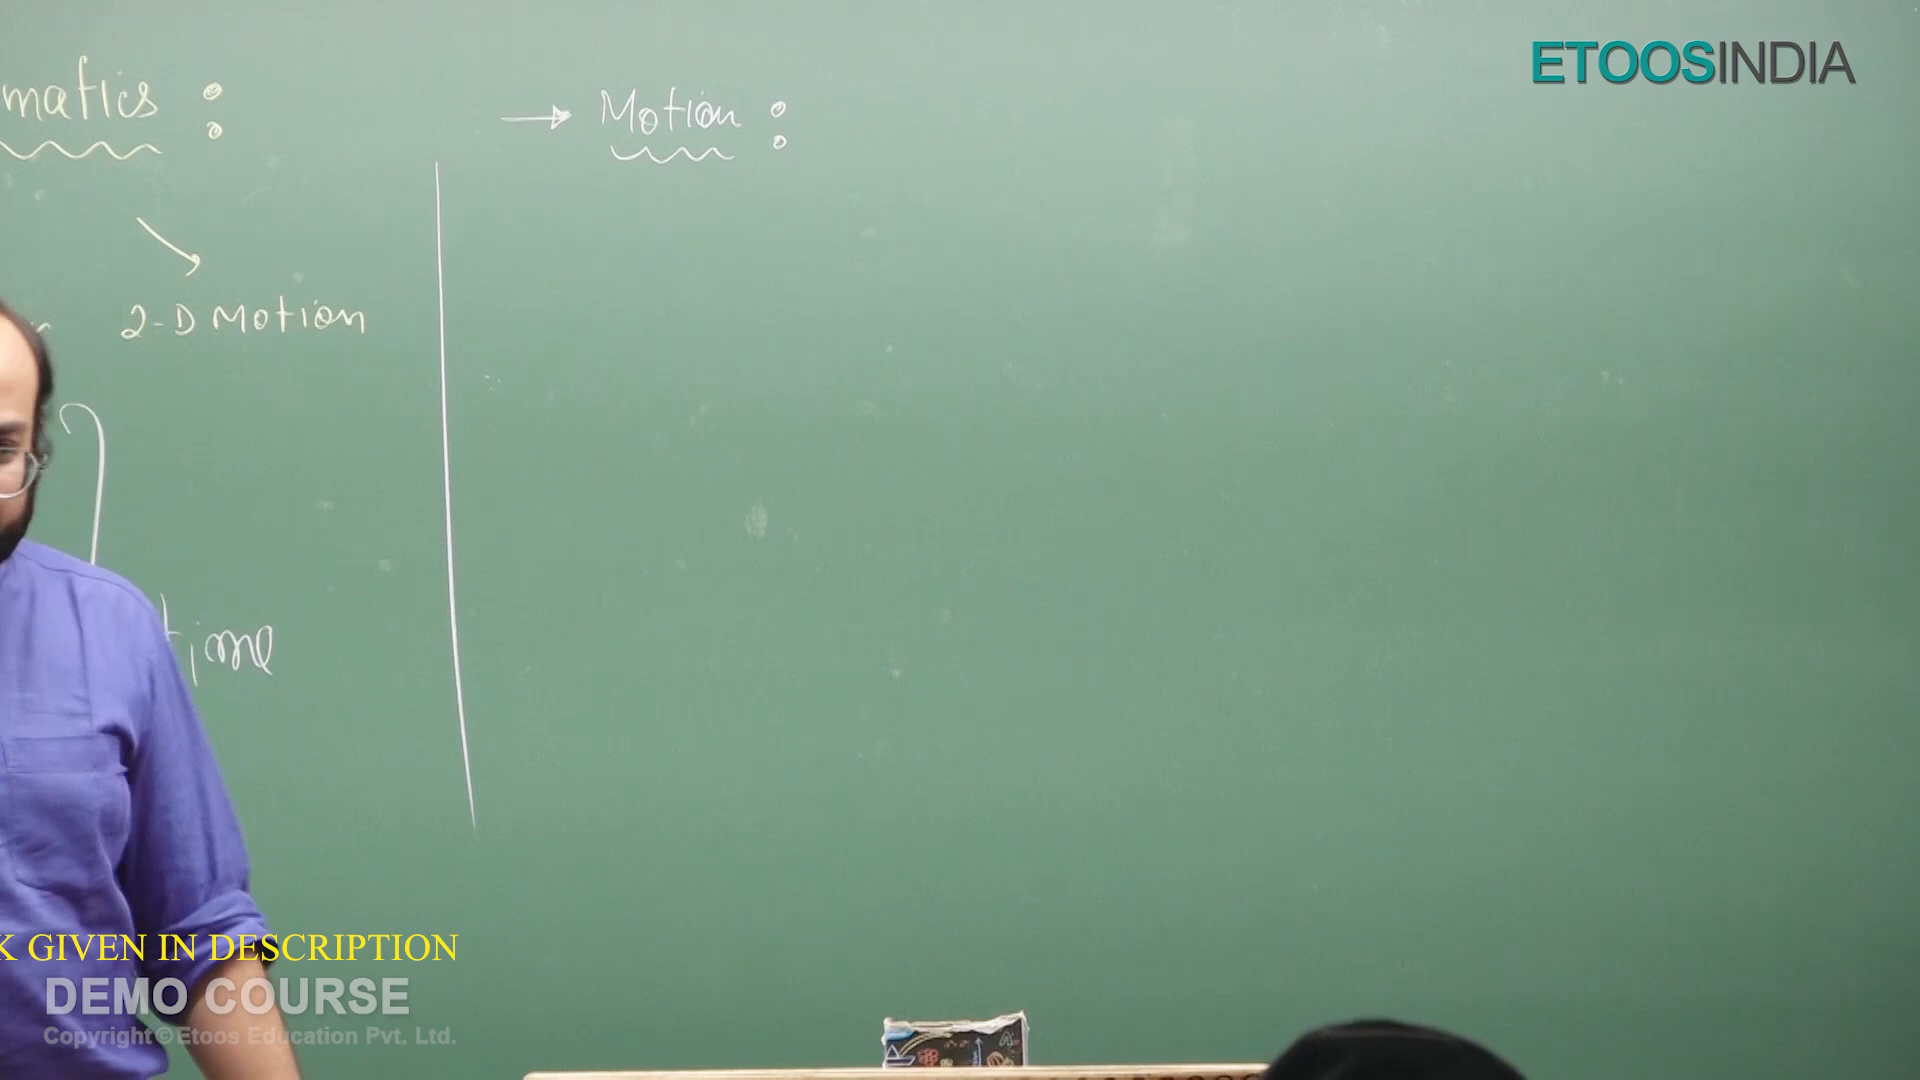 ETOOSINDIA
matics :
→ Motion :
2-D Motion
time
K GIVEN IN DESCRIPTION
DEMO COURSE
Copyright © Etoos Education Pvt. Ltd.